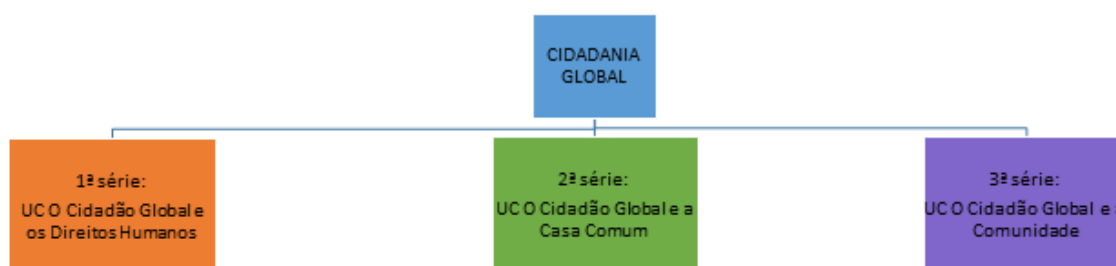 CIDADANIA
GLOBAL
1ª série:
UC O Cidadão Global e
os Direitos Humanos
2ª série:
UC O Cidadão Global e a
Casa Comum
3ª série:
UC O Cidadão Global e a
Comunidade